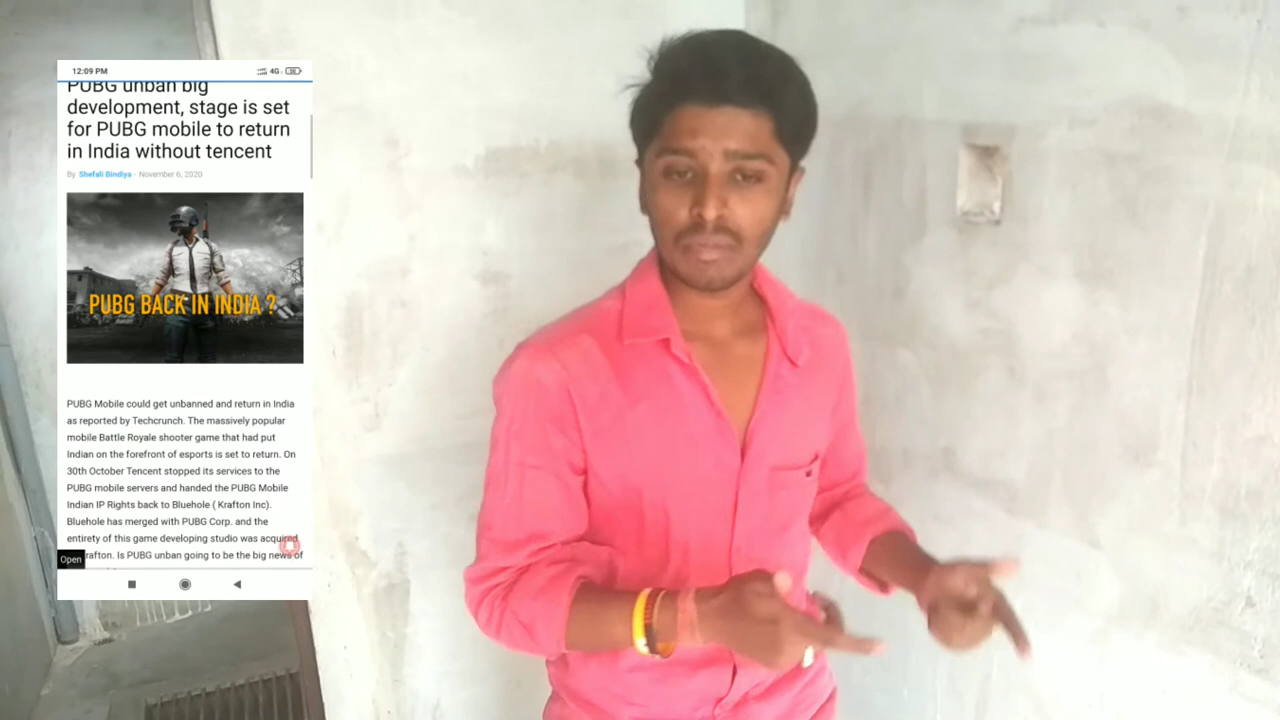 12:09 PM
4G
PUBG unban big
development, stage is set
for PUBG mobile to return
in India without tencent
By Shefali Bindiya - November 6, 2020
PUBG BACK IN INDIA ?
PUBG Mobile could get unbanned and return in India
as reported by Techcrunch. The massively popular
mobile Battle Royale shooter game that had put
Indian on the forefront of esports is set to return. On
30th October Tencent stopped its services to the
PUBG mobile servers and handed the PUBG Mobile
Indian IP Rights back to Bluehole ( Krafton Inc).
Bluehole has merged with PUBG Corp. and the
entirety of this game developing studio was acquired
rafton. Is PUBG unban going to be the big news of
Open